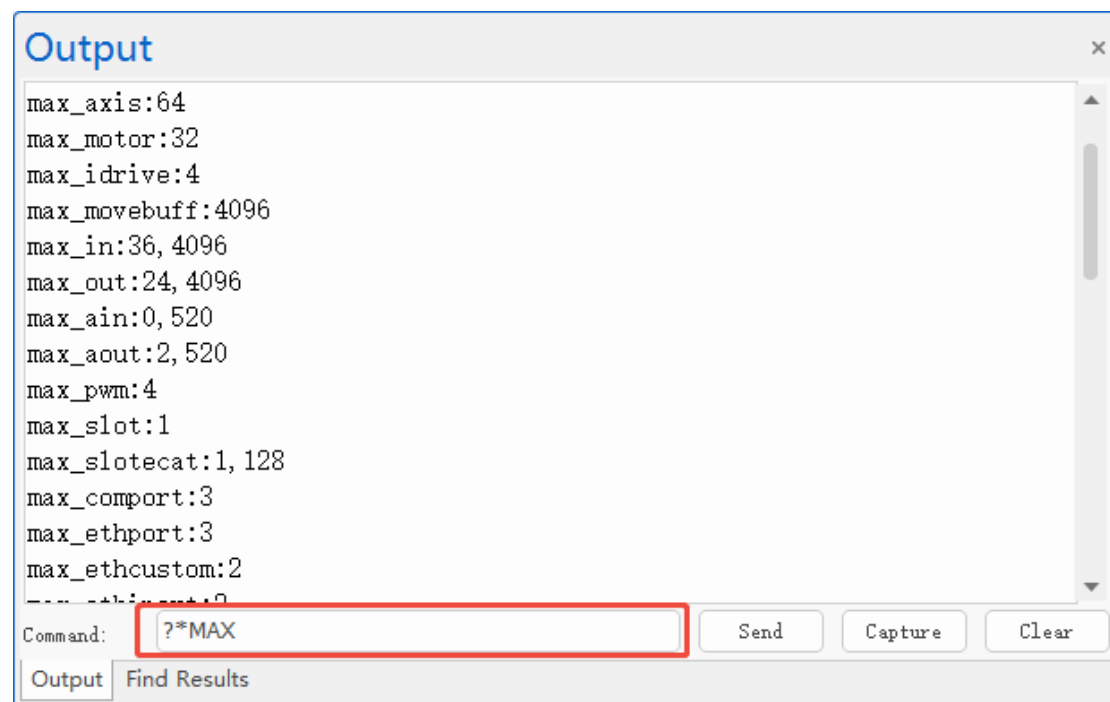 Output
max_axis:64
max_motor:32
max_idrive:4
max_movebuff:4096
max_in:36,4096
max_out:24,4096
max_ain:0,520
max_aout:2,520
max_pwm:4
max_slot:1
max_slotecat:1,128
max_comport:3
max_ethport:3
max_ethcustom:2
Command: ?*MAX Send Capture Clear
Output Find Results